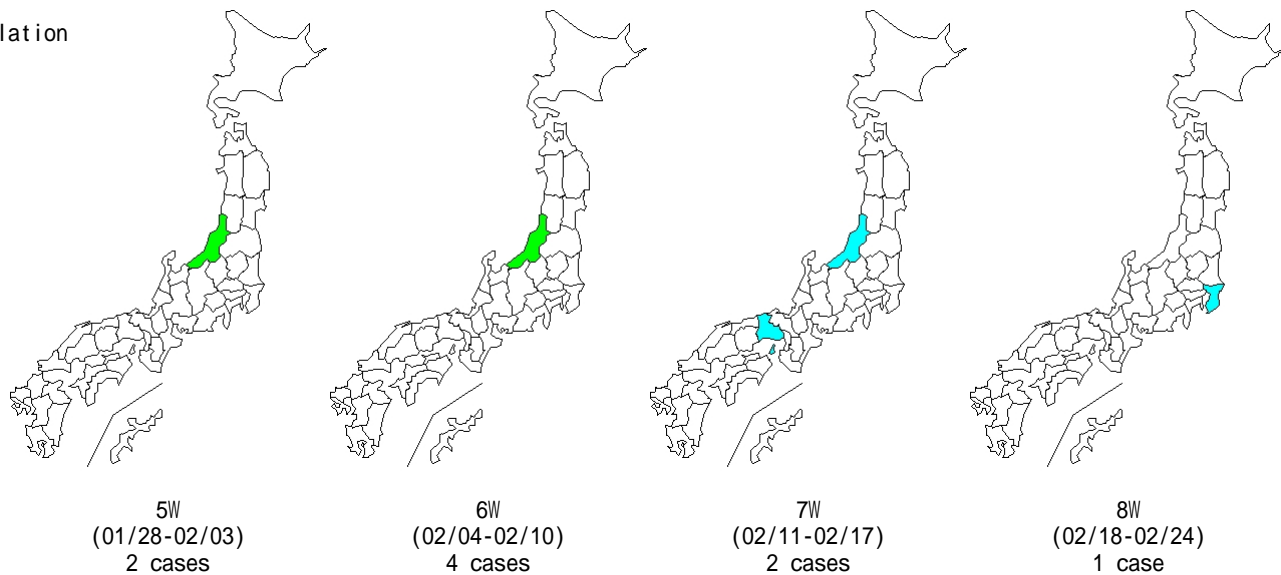 lation
5W
(01/28-02/03)
2 cases
6W
(02/04-02/10)
4 cases
7W
(02/11-02/17)
2 cases
8W
(02/18-02/24)
1 case